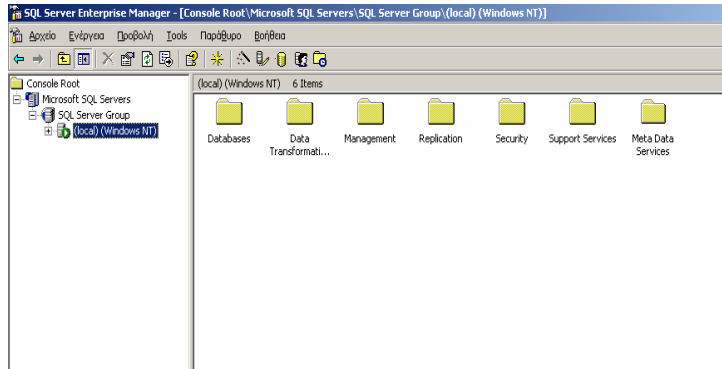 SQL Server Enterprise Manager - [Console Root\Microsoft SQL Servers\SQL Server Group\(local) (Windows NT)]
Αρχείο Ενέργεια Προβολή Tools Παράθυρο Βοήθεια
Console Root
Microsoft SQL Servers
SQL Server Group
(local) (Windows NT)
(local) (Windows NT) 6 Items
Databases
Data
Transformati...
Management
Replication
Security
Support Services
Meta Data
Services